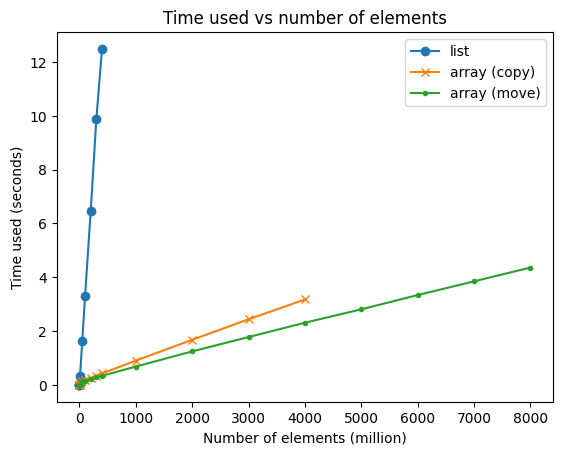 Time used vs number of elements
list
array (copy)
array (move)
12
10
8
6
4
2
0
Time used (seconds)
0 1000 2000 3000 4000 5000 6000 7000 8000
Number of elements (million)